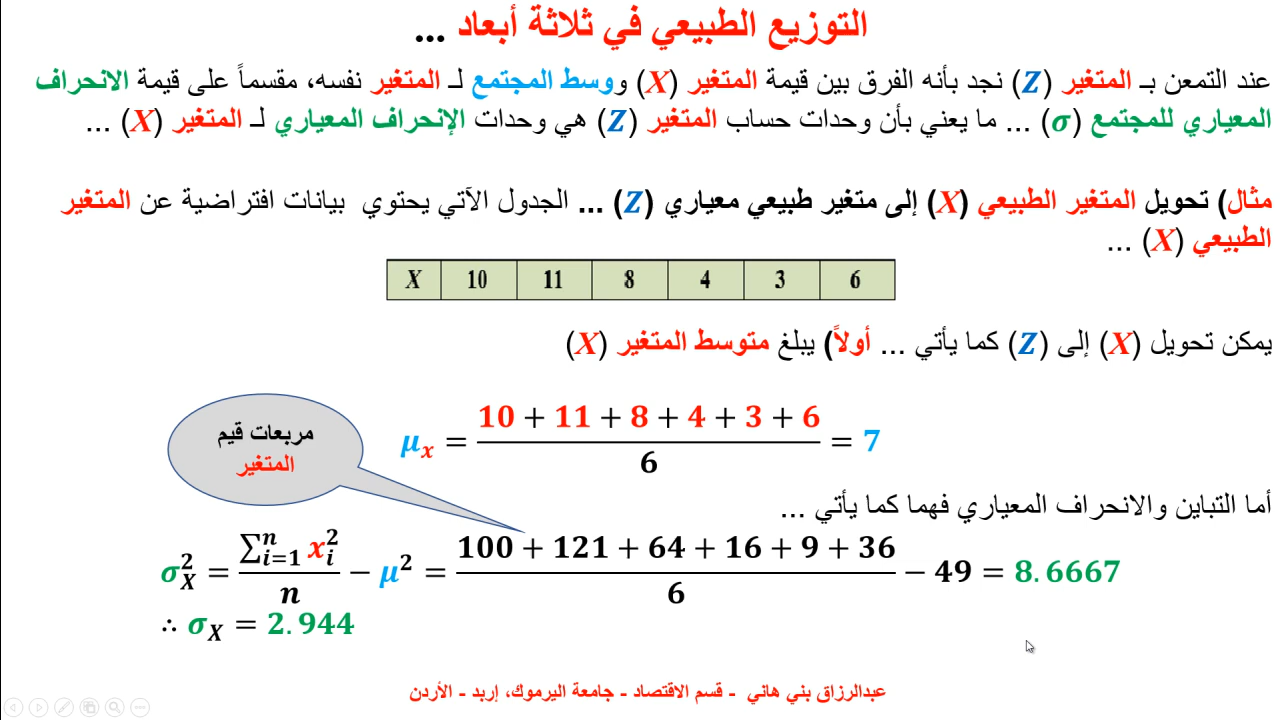 التوزيع الطبيعي في ثلاثة أبعاد ...
عند التمعن بـ المتغير (Z) نجد بأنه الفرق بين قيمة المتغير (X) ووسط المجتمع لـ المتغير نفسه، مقسماً على قيمة الانحراف
المعياري للمجتمع (σ) ... ما يعني بأن وحدات حساب المتغير (Z) هي وحدات الإنحراف المعياري لـ المتغير (X) ...
مثال) تحويل المتغير الطبيعي (X) إلى متغير طبيعي معياري (Z) ... الجدول الآتي يحتوي بيانات افتراضية عن المتغير
الطبيعي (X) ...
X 10 11 8 4 3 6
يمكن تحويل (X) إلى (Z) كما يأتي ... أولاً) يبلغ متوسط المتغير (X)
μₓ = (10 + 11 + 8 + 4 + 3 + 6) / 6 = 7
مربعات قيم
المتغير
أما التباين والانحراف المعياري فهما كما يأتي ...
σ²_X = (∑ⁿᵢ₌₁ x²ᵢ) / n − μ² = (100 + 121 + 64 + 16 + 9 + 36) / 6 − 49 = 8.6667
∴ σ_X = 2.944
عبدالرزاق بني هاني - قسم الاقتصاد - جامعة اليرموك، إربد - الأردن